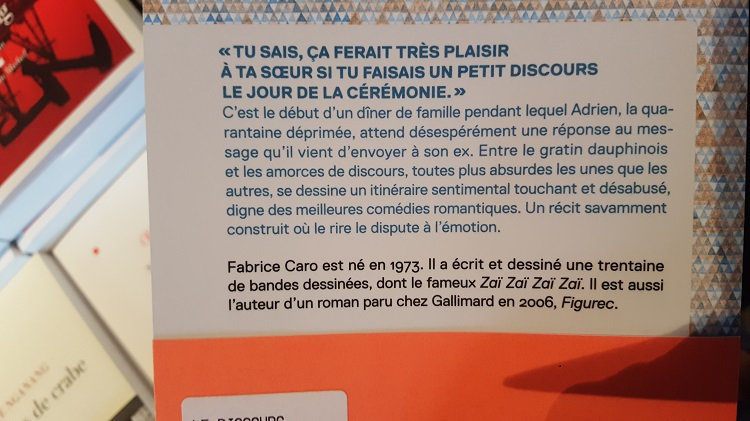 « TU SAIS, ÇA FERAIT TRÈS PLAISIR
À TA SŒUR SI TU FAISAIS UN PETIT DISCOURS
LE JOUR DE LA CÉRÉMONIE. »
C'est le début d'un dîner de famille pendant lequel Adrien, la qua-
rantaine déprimée, attend désespérément une réponse au mes-
sage qu'il vient d'envoyer à son ex. Entre le gratin dauphinois
et les amorces de discours, toutes plus absurdes les unes que les
autres, se dessine un itinéraire sentimental touchant et désabusé,
digne des meilleures comédies romantiques. Un récit savamment
construit où le rire le dispute à l'émotion.
Fabrice Caro est né en 1973. Il a écrit et dessiné une trentaine
de bandes dessinées, dont le fameux Zaï Zaï Zaï Zaï. Il est aussi
l'auteur d'un roman paru chez Gallimard en 2006, Figurec.
LE DISCOURS
de crabe